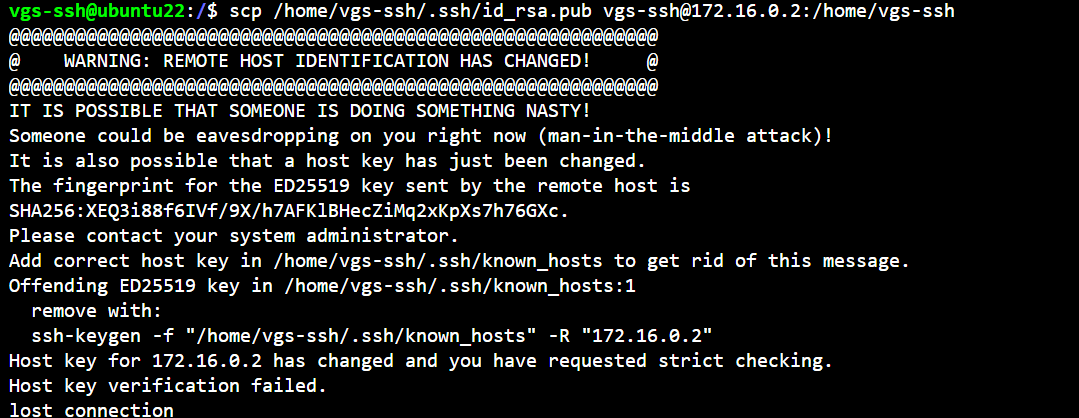 vgs-ssh@ubuntu22:/$ scp /home/vgs-ssh/.ssh/id_rsa.pub vgs-ssh@172.16.0.2:/home/vgs-ssh
@@@@@@@@@@@@@@@@@@@@@@@@@@@@@@@@@@@@@@@@@@@@@@@@@@@@@@@@@@@
@    WARNING: REMOTE HOST IDENTIFICATION HAS CHANGED!     @
@@@@@@@@@@@@@@@@@@@@@@@@@@@@@@@@@@@@@@@@@@@@@@@@@@@@@@@@@@@
IT IS POSSIBLE THAT SOMEONE IS DOING SOMETHING NASTY!
Someone could be eavesdropping on you right now (man-in-the-middle attack)!
It is also possible that a host key has just been changed.
The fingerprint for the ED25519 key sent by the remote host is
SHA256:XEQ3i88f6IVf/9X/h7AFKlBHecZiMq2xKpXs7h76GXc.
Please contact your system administrator.
Add correct host key in /home/vgs-ssh/.ssh/known_hosts to get rid of this message.
Offending ED25519 key in /home/vgs-ssh/.ssh/known_hosts:1
  remove with:
  ssh-keygen -f "/home/vgs-ssh/.ssh/known_hosts" -R "172.16.0.2"
Host key for 172.16.0.2 has changed and you have requested strict checking.
Host key verification failed.
lost connection